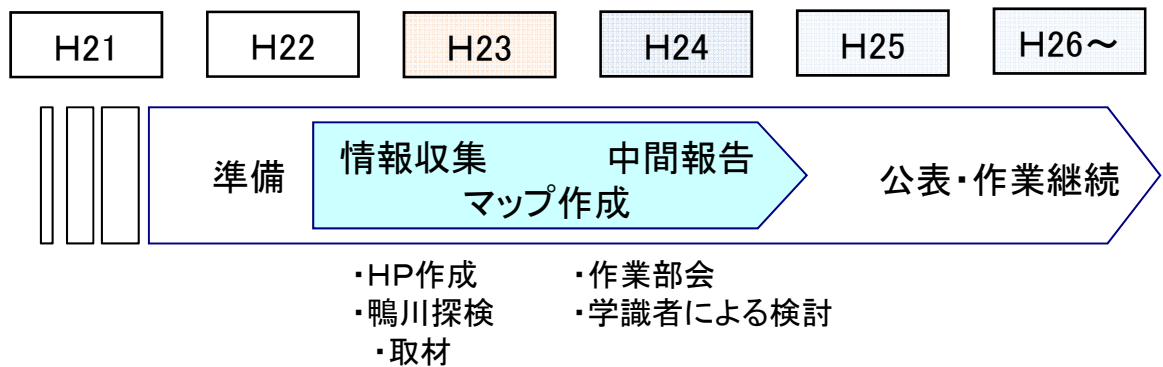 H21 H22 H23 H24 H25 H26～
準備 情報収集 中間報告 公表・作業継続
マップ作成
・HP作成 ・作業部会
・鴨川探検 ・学識者による検討
・取材